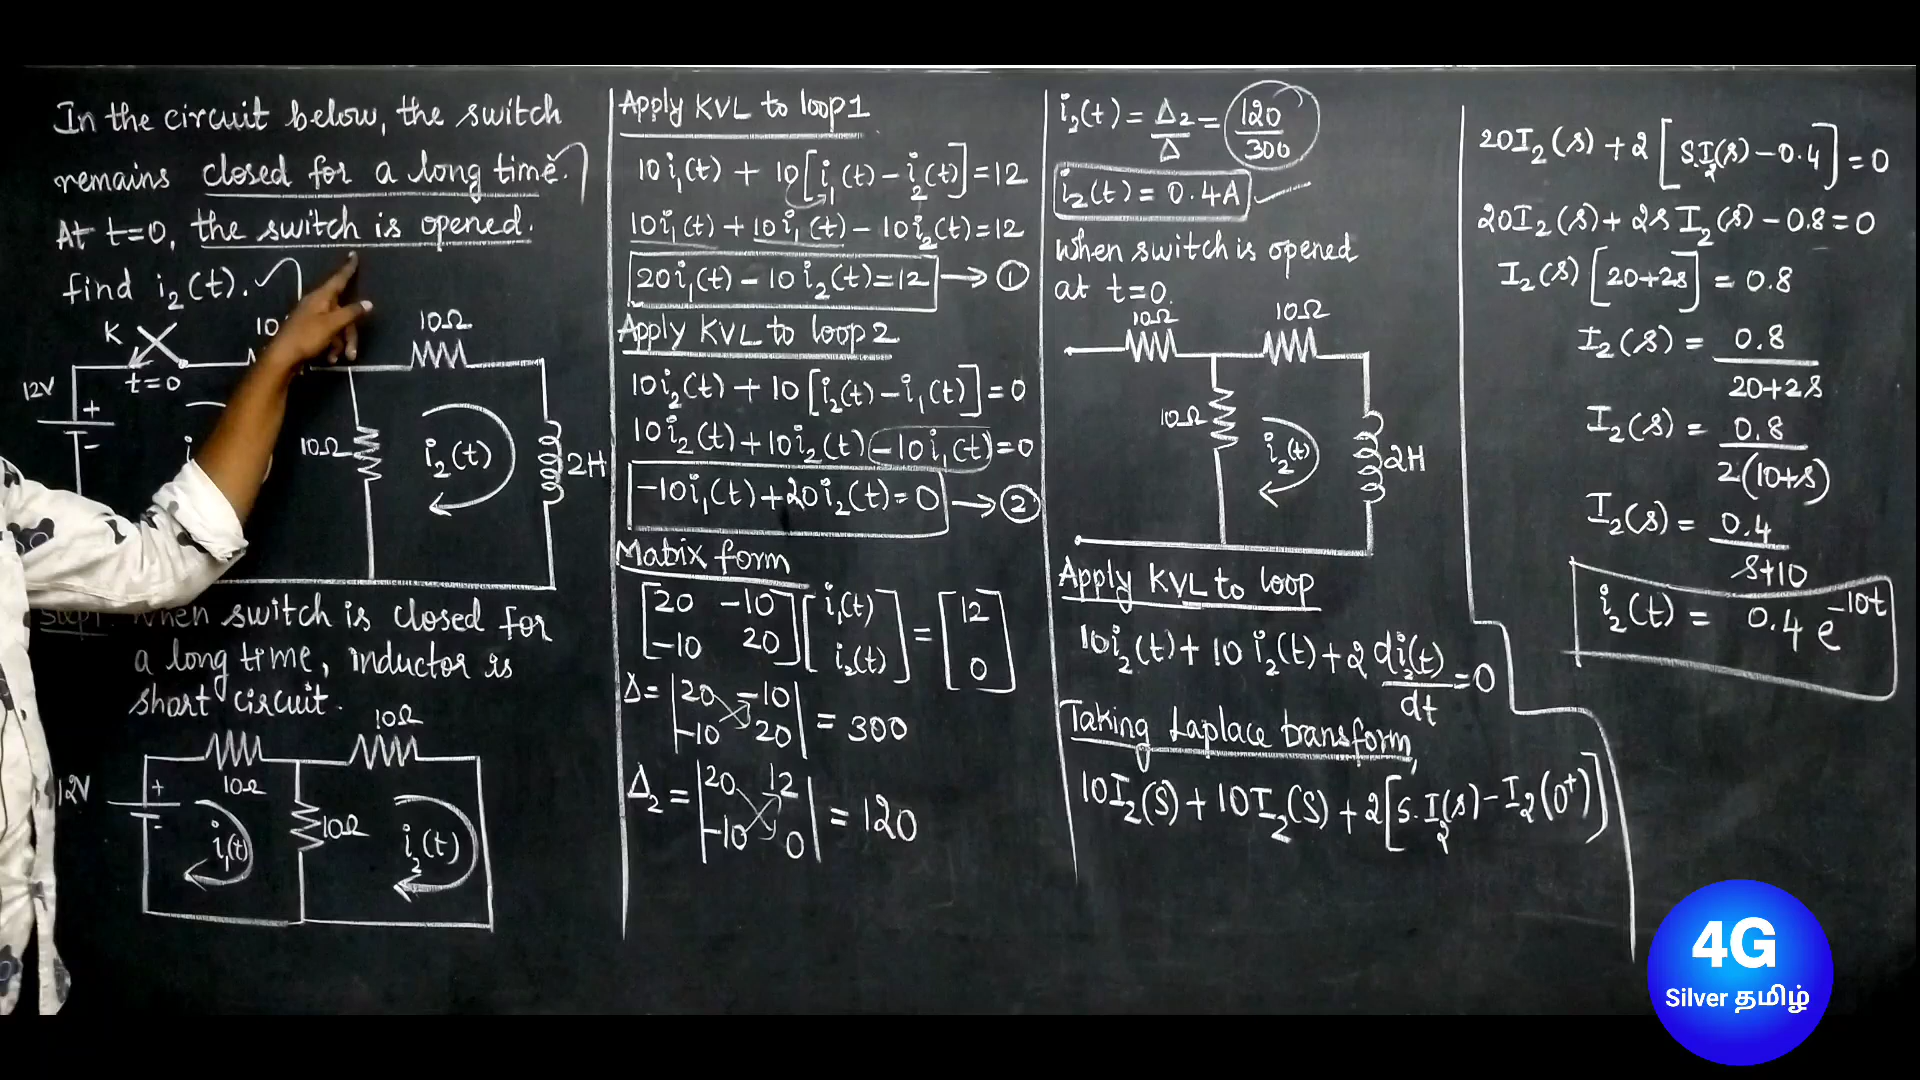 In the circuit below, the switch
remains closed for a long time.
At t=0, the switch is opened.
find i₂(t).
K
t=0
12V
+
-
10Ω
10Ω
i₂(t)
2H
When switch is closed for
a long time, inductor is
short circuit.
12V
+
-
10Ω
10Ω
10Ω
i₁(t)
i₂(t)
Apply KVL to loop1
10i₁(t) + 10[i₁(t) - i₂(t)] = 12
10i₁(t) + 10i₁(t) - 10i₂(t) = 12
20i₁(t) - 10i₂(t) = 12 → ①
Apply KVL to loop 2
10i₂(t) + 10[i₂(t) - i₁(t)] = 0
10i₂(t) + 10i₂(t) - 10i₁(t) = 0
-10i₁(t) + 20i₂(t) = 0 → ②
Matrix form
[20 -10] [i₁(t)] = [12]
[-10 20] [i₂(t)] [0]
Δ = |20 -10| = 300
|-10 20|
Δ₂ = |20 12| = 120
|-10 0|
i₂(t) = Δ₂/Δ = 120/300
i₂(t) = 0.4A
When switch is opened
at t=0.
10Ω
10Ω
10Ω
i₂(t)
2H
Apply KVL to loop
10i₂(t) + 10 i₂(t) + 2 di₂(t)/dt = 0
Taking Laplace transform,
10I₂(S) + 10I₂(S) + 2[S.I₂(s) - I₂(0⁺)]
20I₂(s) + 2[S.I₂(s) - 0.4] = 0
20I₂(s) + 2s I₂(s) - 0.8 = 0
I₂(s) [20+2s] = 0.8
I₂(s) = 0.8/20+2s
I₂(s) = 0.8/2(10+s)
I₂(s) = 0.4/s+10
i₂(t) = 0.4 e⁻¹⁰ᵗ
4G
Silver தமிழ்